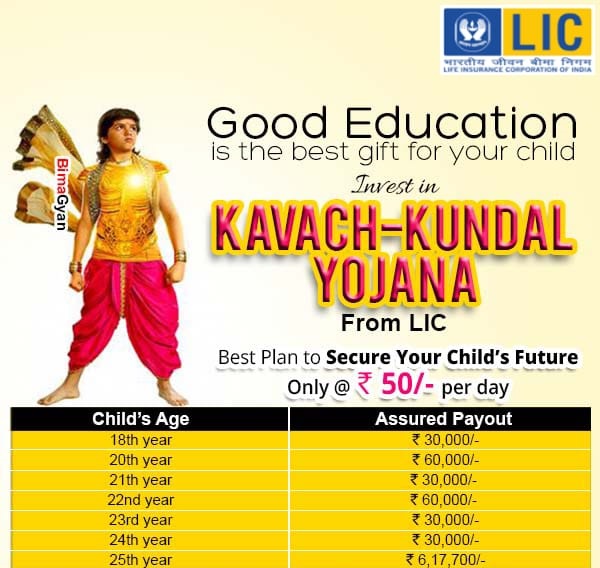 LIC
भारतीय जीवन बीमा निगम
LIFE INSURANCE CORPORATION OF INDIA
Good Education
is the best gift for your child
Invest in
KAVACH-KUNDAL
YOJANA
From LIC
BimaGyan
Best Plan to Secure Your Child's Future
Only @ ₹ 50/- per day
Child's Age Assured Payout
18th year ₹ 30,000/-
20th year ₹ 60,000/-
21th year ₹ 30,000/-
22nd year ₹ 60,000/-
23rd year ₹ 30,000/-
24th year ₹ 30,000/-
25th year ₹ 6,17,700/-